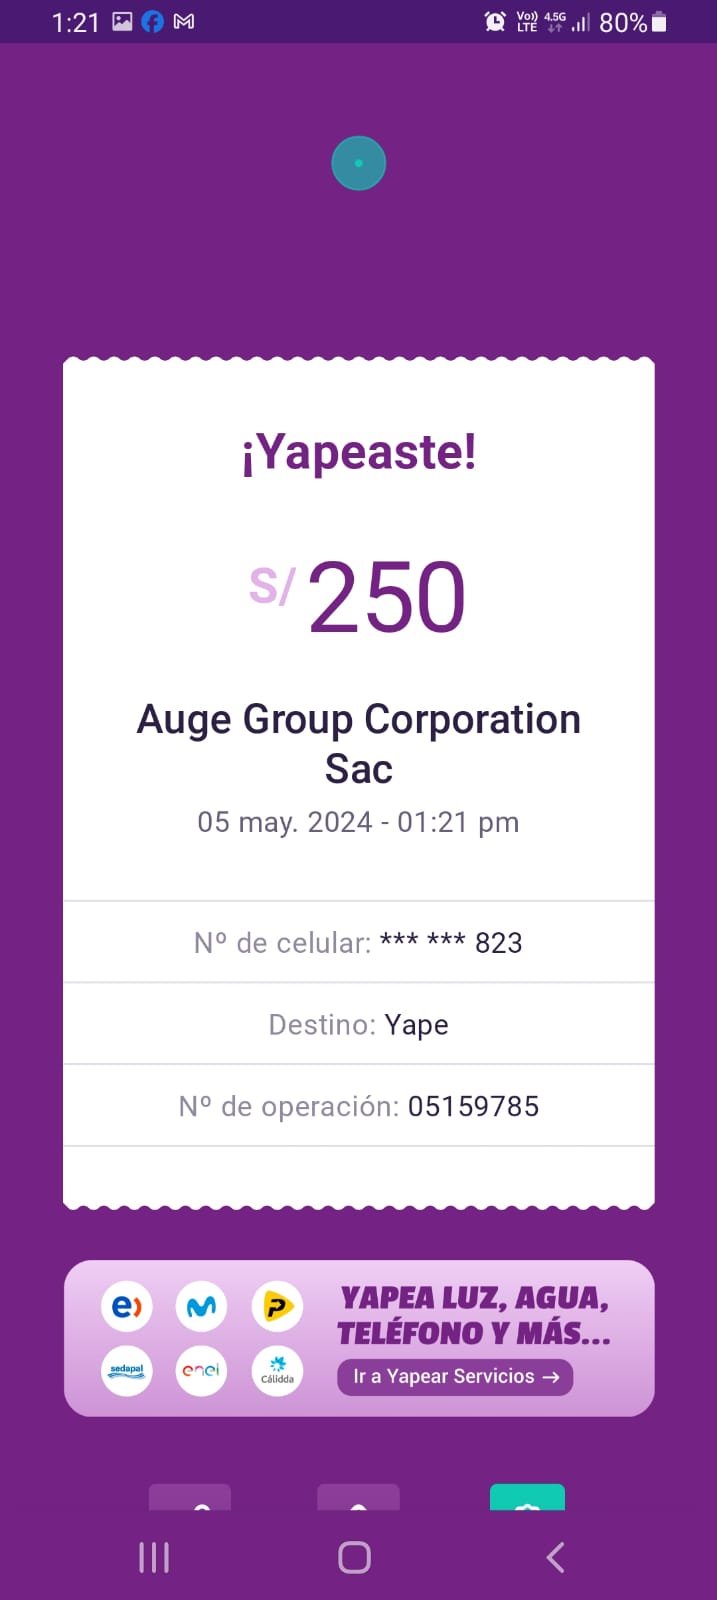 1:21
Vo)) LTE 4.5G 80%
¡Yapeaste!
S/ 250
Auge Group Corporation
Sac
05 may. 2024 - 01:21 pm
Nº de celular: *** *** 823
Destino: Yape
Nº de operación: 05159785
YAPEA LUZ, AGUA,
TELÉFONO Y MÁS...
sedapal enel Cálidda
Ir a Yapear Servicios →